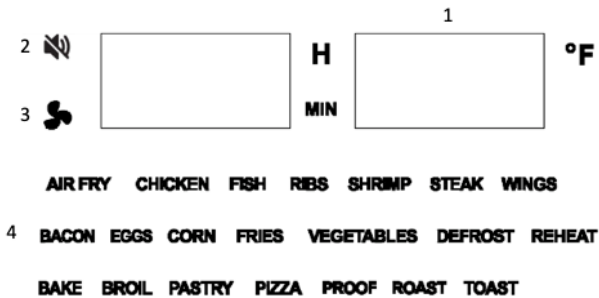 1
2 H °F
3 MIN
AIR FRY CHICKEN FISH RIBS SHRIMP STEAK WINGS
4 BACON EGGS CORN FRIES VEGETABLES DEFROST REHEAT
BAKE BROIL PASTRY PIZZA PROOF ROAST TOAST